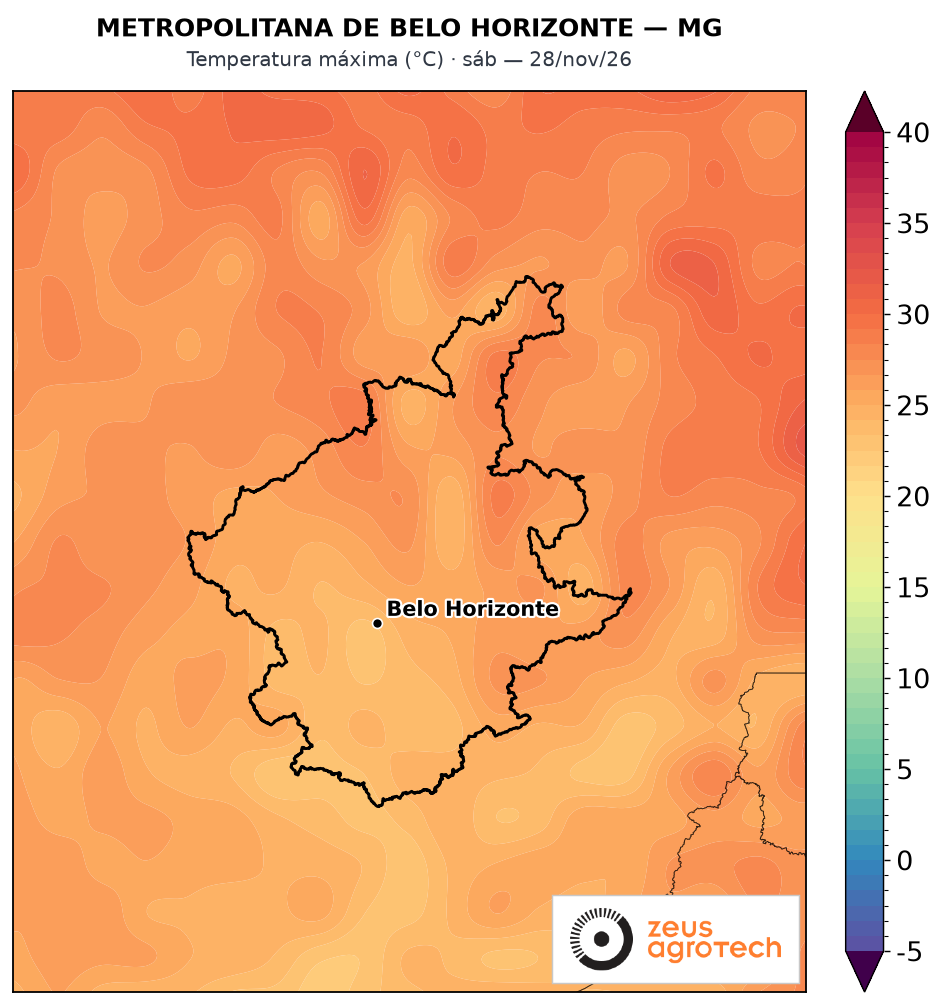 METROPOLITANA DE BELO HORIZONTE — MG
Temperatura máxima (°C) · sáb — 28/nov/26
40
35
30
25
20
15
10
5
0
-5
Belo Horizonte
zeus
agrotech